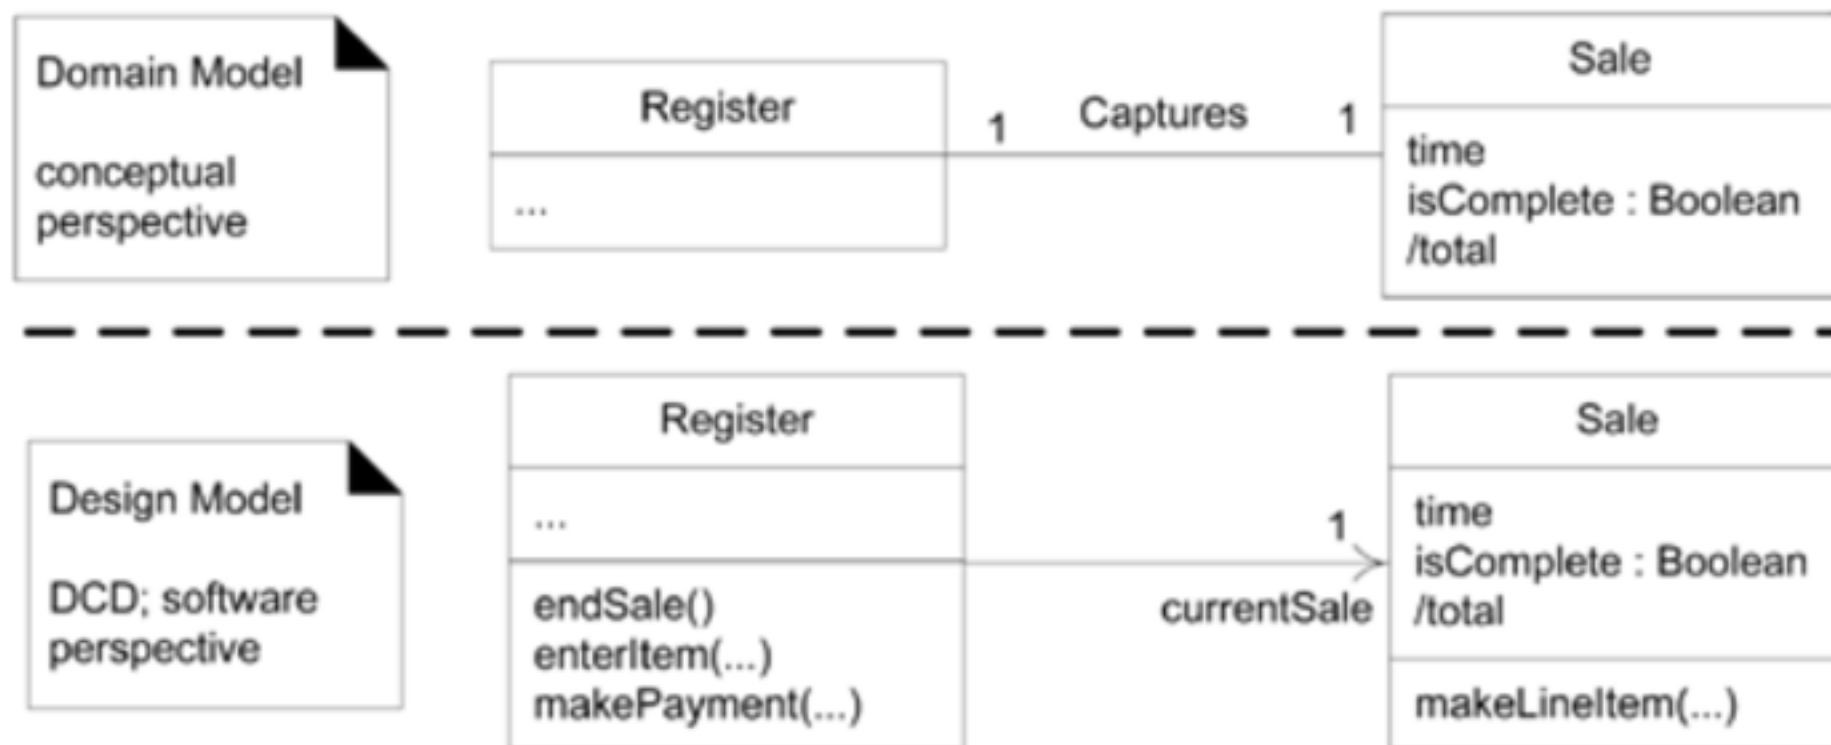 Domain Model
conceptual
perspective
Register
...
1
Captures
1
Sale
time
isComplete : Boolean
/total
Design Model
DCD; software
perspective
Register
...
endSale()
enterItem(...)
makePayment(...)
1
currentSale
Sale
time
isComplete : Boolean
/total
makeLineItem(...)